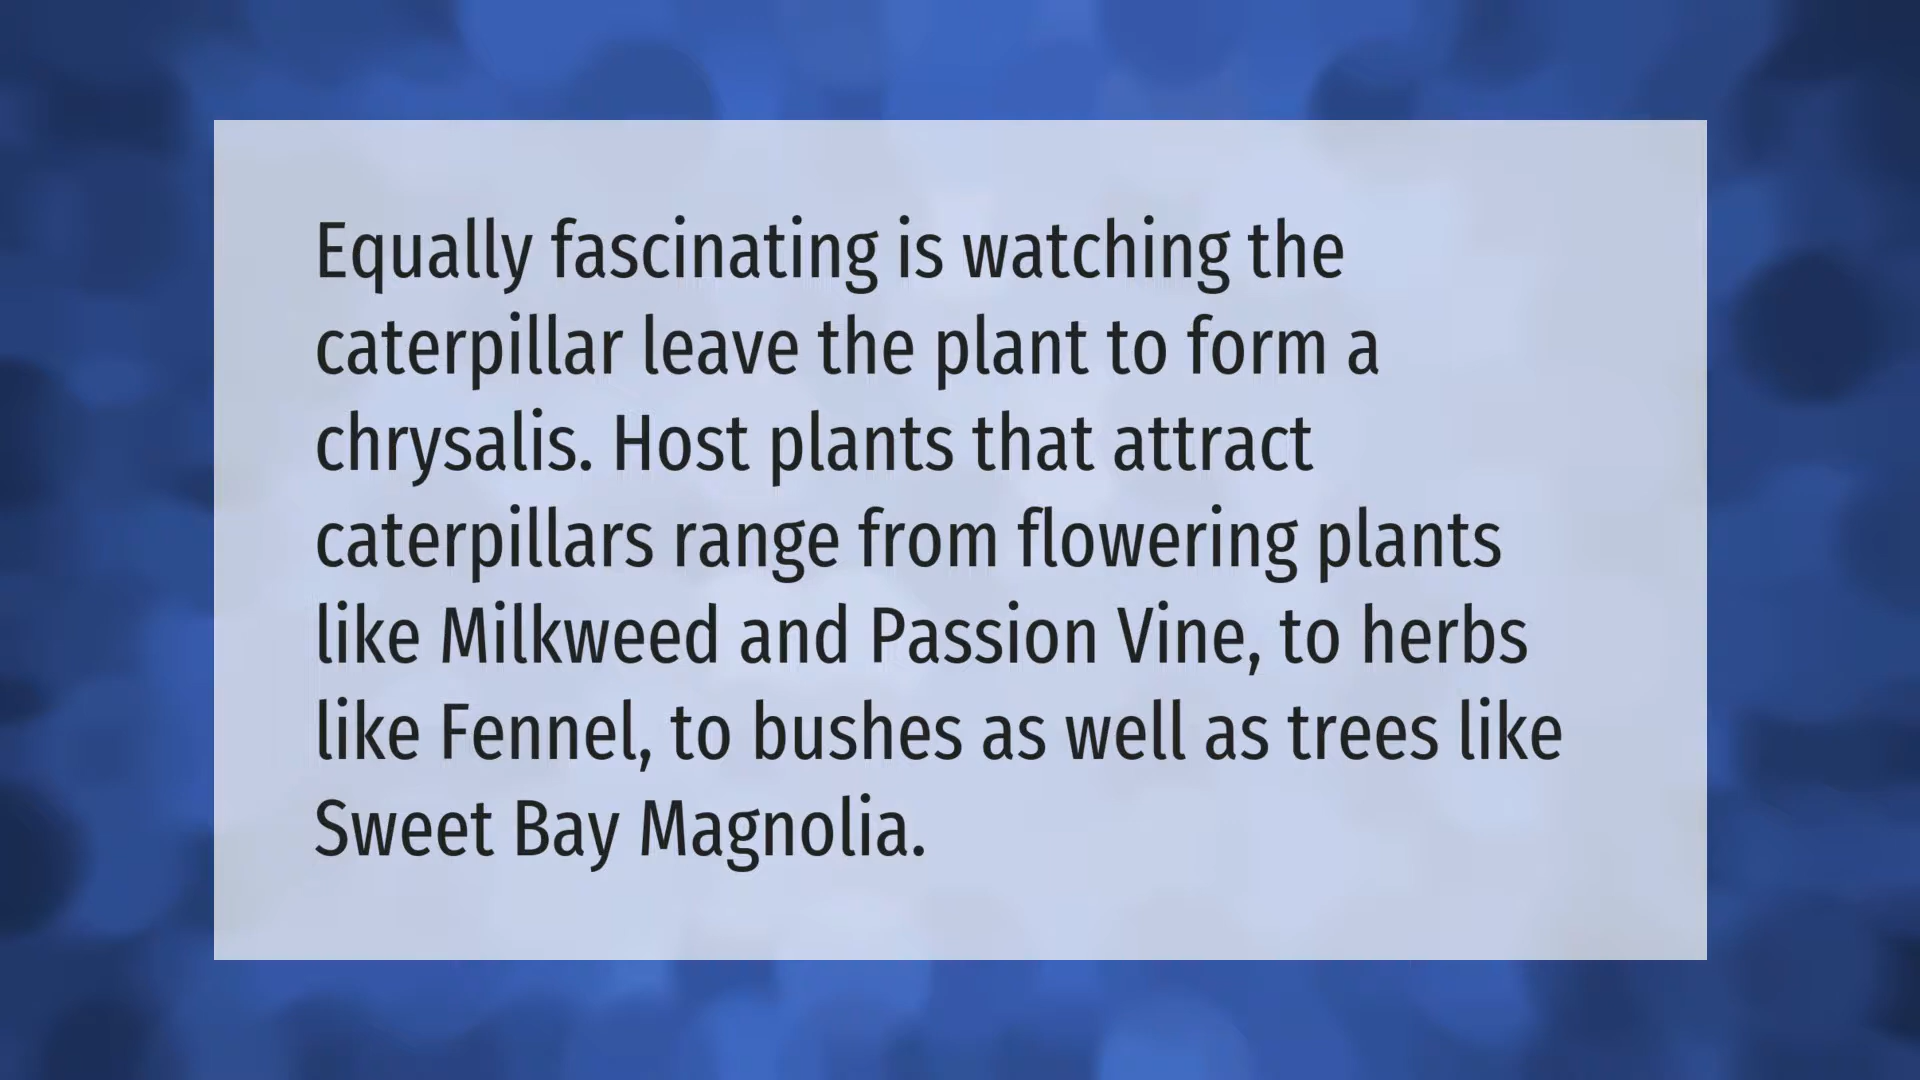 Equally fascinating is watching the
caterpillar leave the plant to form a
chrysalis. Host plants that attract
caterpillars range from flowering plants
like Milkweed and Passion Vine, to herbs
like Fennel, to bushes as well as trees like
Sweet Bay Magnolia.